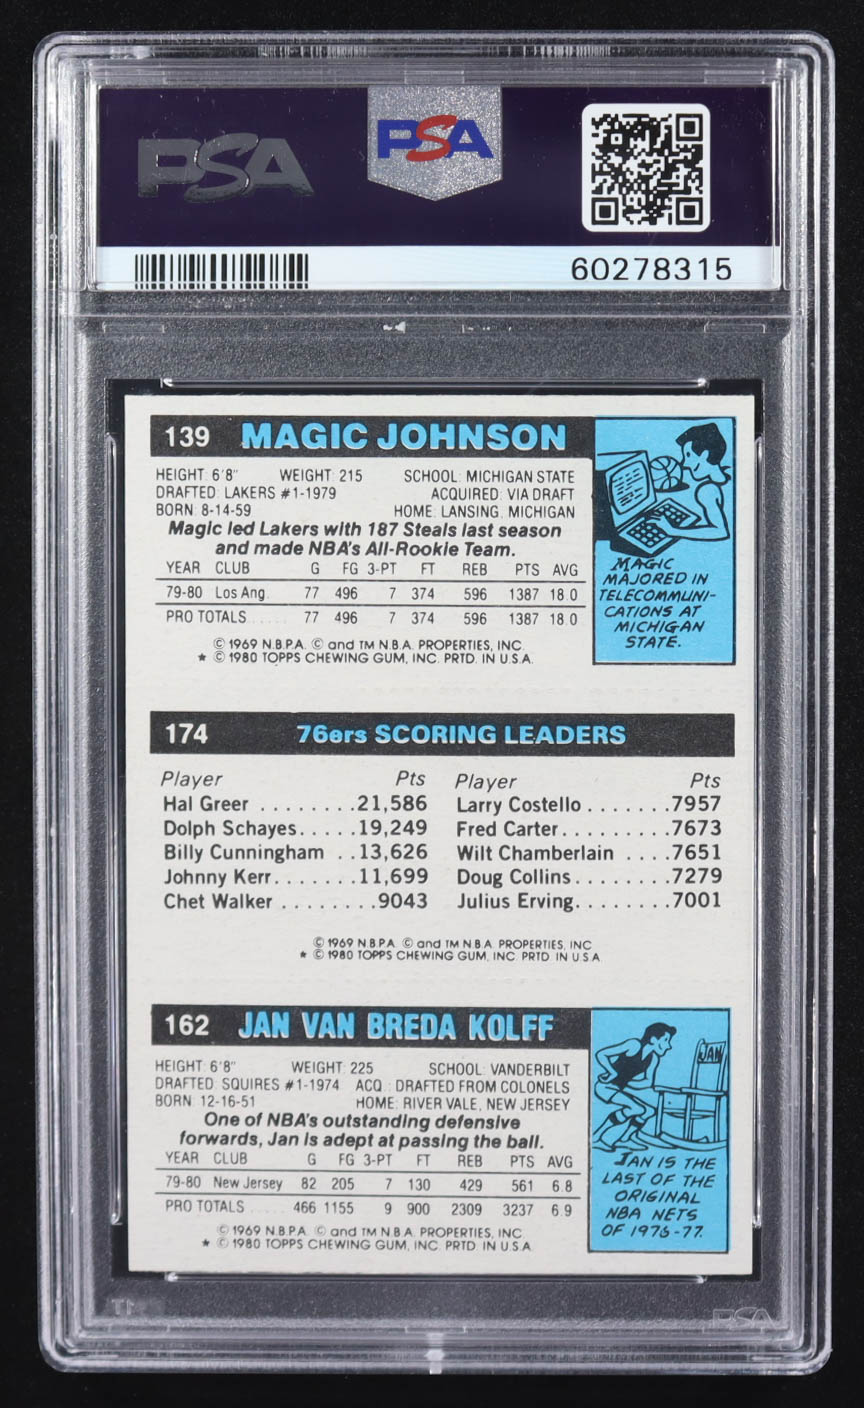 PSA
PSA
60278315
139 MAGIC JOHNSON
HEIGHT: 6'8" WEIGHT: 215 SCHOOL: MICHIGAN STATE
DRAFTED: LAKERS #1-1979 ACQUIRED: VIA DRAFT
BORN: 8-14-59 HOME: LANSING, MICHIGAN
Magic led Lakers with 187 Steals last season
and made NBA's All-Rookie Team.
YEAR CLUB G FG 3-PT FT REB PTS AVG
79-80 Los Ang. 77 496 7 374 596 1387 18.0
PRO TOTALS...... 77 496 7 374 596 1387 18.0
© 1969 N.B.P.A. © and TM N.B.A. PROPERTIES, INC.
* © 1980 TOPPS CHEWING GUM, INC. PRTD. IN U.S.A.
MAGIC
MAJORED IN
TELECOMMUNI-
CATIONS AT
MICHIGAN
STATE.
174 76ers SCORING LEADERS
Player Pts Player Pts
Hal Greer ........21,586 Larry Costello.......7957
Dolph Schayes.....19,249 Fred Carter.........7673
Billy Cunningham ..13,626 Wilt Chamberlain ....7651
Johnny Kerr.......11,699 Doug Collins........7279
Chet Walker ........9043 Julius Erving........7001
© 1969 N.B.P.A. © and TM N.B.A. PROPERTIES, INC.
* © 1980 TOPPS CHEWING GUM, INC. PRTD. IN U.S.A.
162 JAN VAN BREDA KOLFF
HEIGHT: 6'8" WEIGHT: 225 SCHOOL: VANDERBILT
DRAFTED: SQUIRES #1-1974 ACQ.: DRAFTED FROM COLONELS
BORN: 12-16-51 HOME: RIVER VALE, NEW JERSEY
One of NBA's outstanding defensive
forwards, Jan is adept at passing the ball.
YEAR CLUB G FG 3-PT FT REB PTS AVG
79-80 New Jersey 82 205 7 130 429 561 6.8
PRO TOTALS...... 466 1155 9 900 2309 3237 6.9
© 1969 N.B.P.A. © and TM N.B.A. PROPERTIES, INC.
* © 1980 TOPPS CHEWING GUM, INC. PRTD. IN U.S.A.
JAN
JAN IS THE
LAST OF THE
ORIGINAL
NBA NETS
OF 1976-77.
PSA